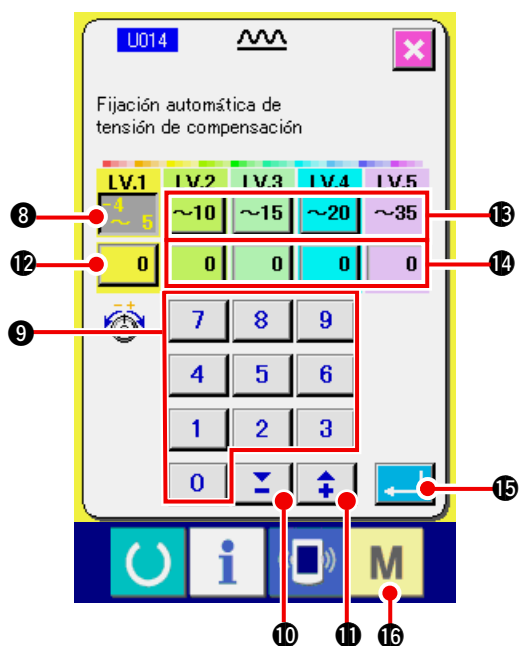 U014
Fijación automática de
tensión de compensación
LV.1 LV.2 LV.3 LV.4 LV.5
-4
～ 5 ～10 ～15 ～20 ～35
0 0 0 0 0
7 8 9
4 5 6
1 2 3
0
i M
❽
⓬
❾
⓭
⓮
⓯
❿ ⓫ ⓰